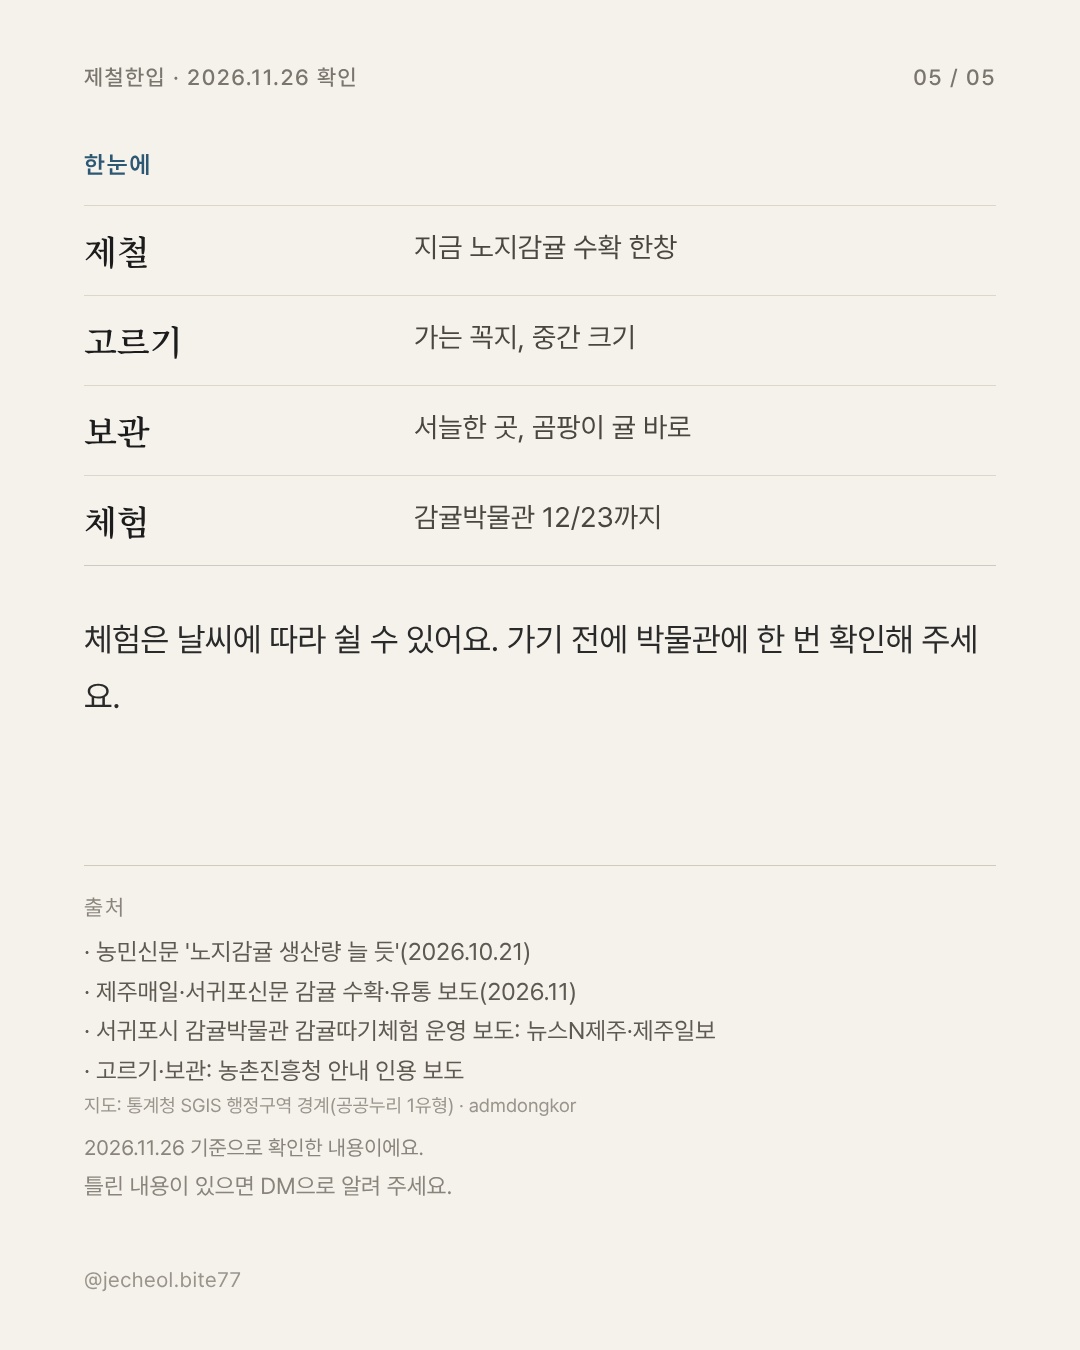 제철한입 · 2026.11.26 확인
05 / 05
한눈에
제철
지금 노지감귤 수확 한창
고르기
가는 꼭지, 중간 크기
보관
서늘한 곳, 곰팡이 귤 바로
체험
감귤박물관 12/23까지
체험은 날씨에 따라 쉴 수 있어요. 가기 전에 박물관에 한 번 확인해 주세
요.
출처
· 농민신문 '노지감귤 생산량 늘 듯'(2026.10.21)
· 제주매일·서귀포신문 감귤 수확·유통 보도(2026.11)
· 서귀포시 감귤박물관 감귤따기체험 운영 보도: 뉴스N제주·제주일보
· 고르기·보관: 농촌진흥청 안내 인용 보도
지도: 통계청 SGIS 행정구역 경계(공공누리 1유형) · admdongkor
2026.11.26 기준으로 확인한 내용이에요.
틀린 내용이 있으면 DM으로 알려 주세요.
@jecheol.bite77